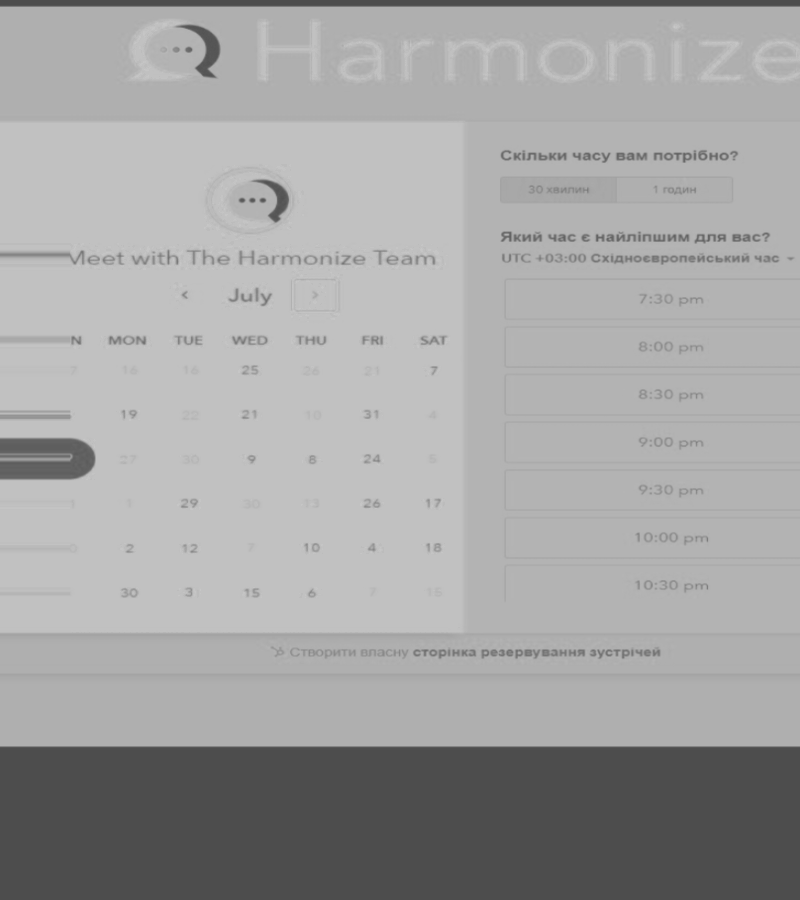 Harmonize
Meet with The Harmonize Team
‹ July ›
N MON TUE WED THU FRI SAT
7 16 16 25 26 21 7
19 22 21 10 31 4
27 30 9 8 24 5
1 29 30 13 26 17
2 12 7 10 4 18
30 3 15 6 7 15
Скільки часу вам потрібно?
30 хвилин 1 годин
Який час є найліпшим для вас?
UTC +03:00 Східноєвропейський час
7:30 pm
8:00 pm
8:30 pm
9:00 pm
9:30 pm
10:00 pm
10:30 pm
Створити власну сторінка резервування зустрічей